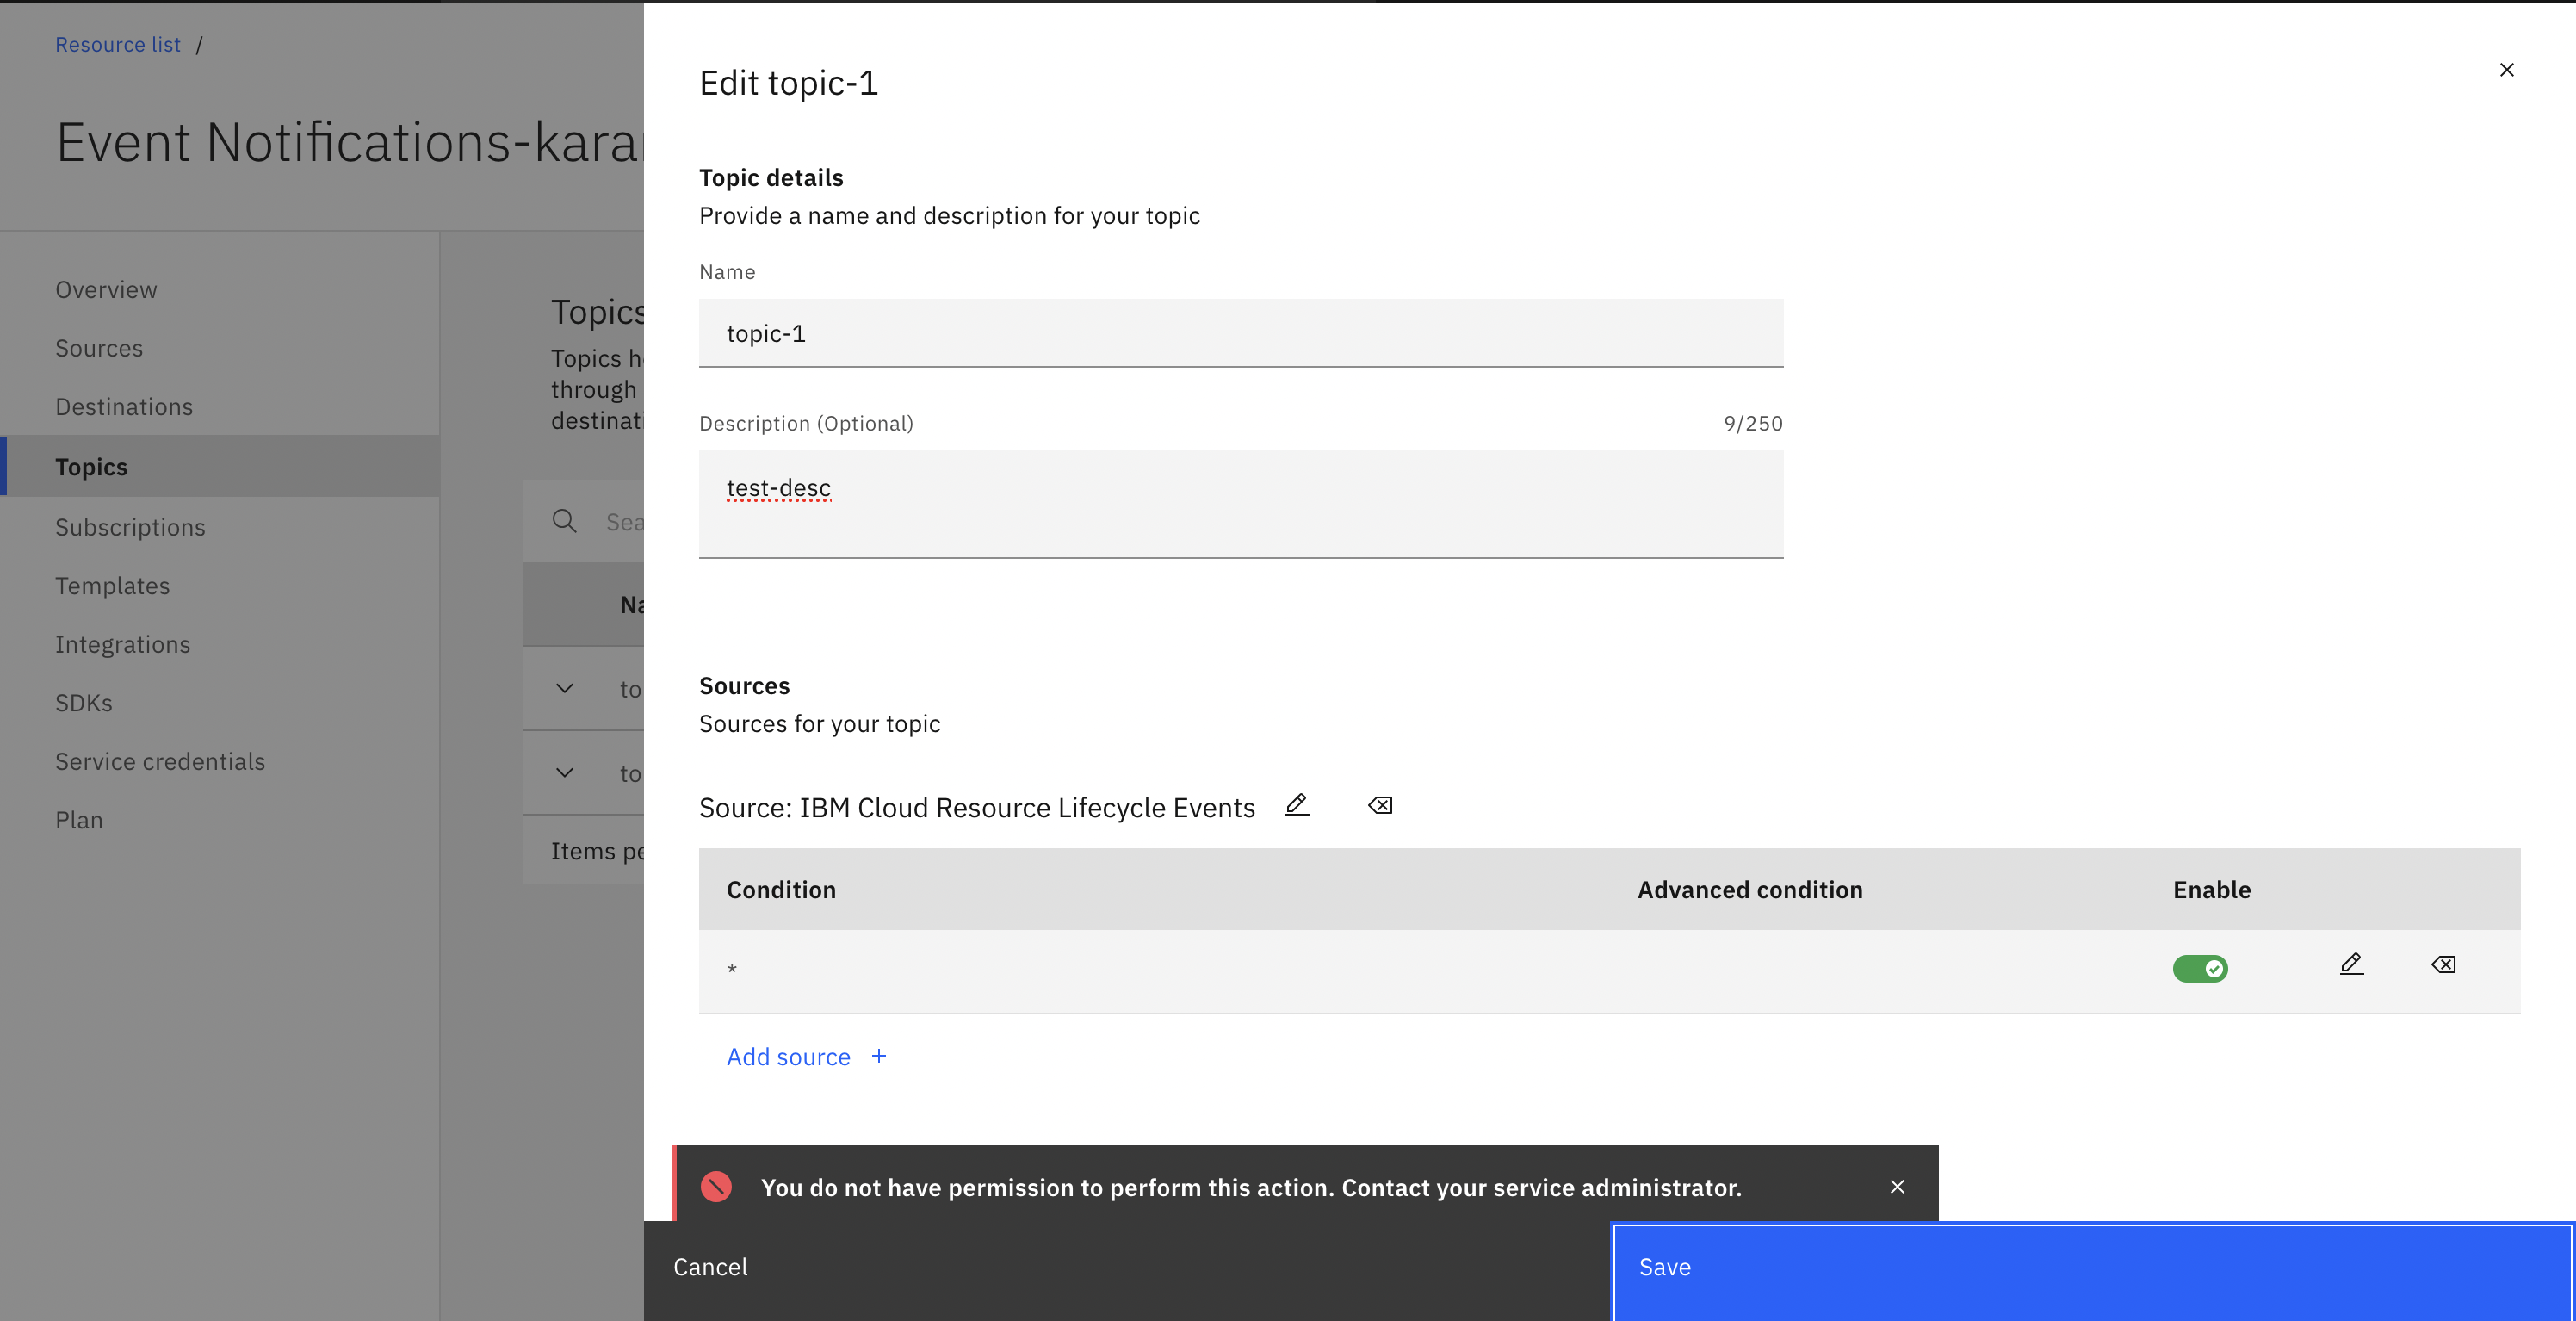 Resource list /
Event Notifications-kara
Overview
Sources
Destinations
Topics
Subscriptions
Templates
Integrations
SDKs
Service credentials
Plan
Topics
Topics h
through
destinati
Sea
Na
to
to
Items pe
Edit topic-1
Topic details
Provide a name and description for your topic
Name
topic-1
Description (Optional) 9/250
test-desc
Sources
Sources for your topic
Source: IBM Cloud Resource Lifecycle Events
Condition Advanced condition Enable
*
Add source +
You do not have permission to perform this action. Contact your service administrator.
Cancel
Save